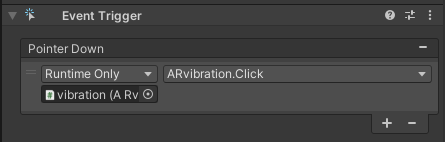 Event Trigger
Pointer Down
Runtime Only
ARvibration.Click
vibration (A Rv